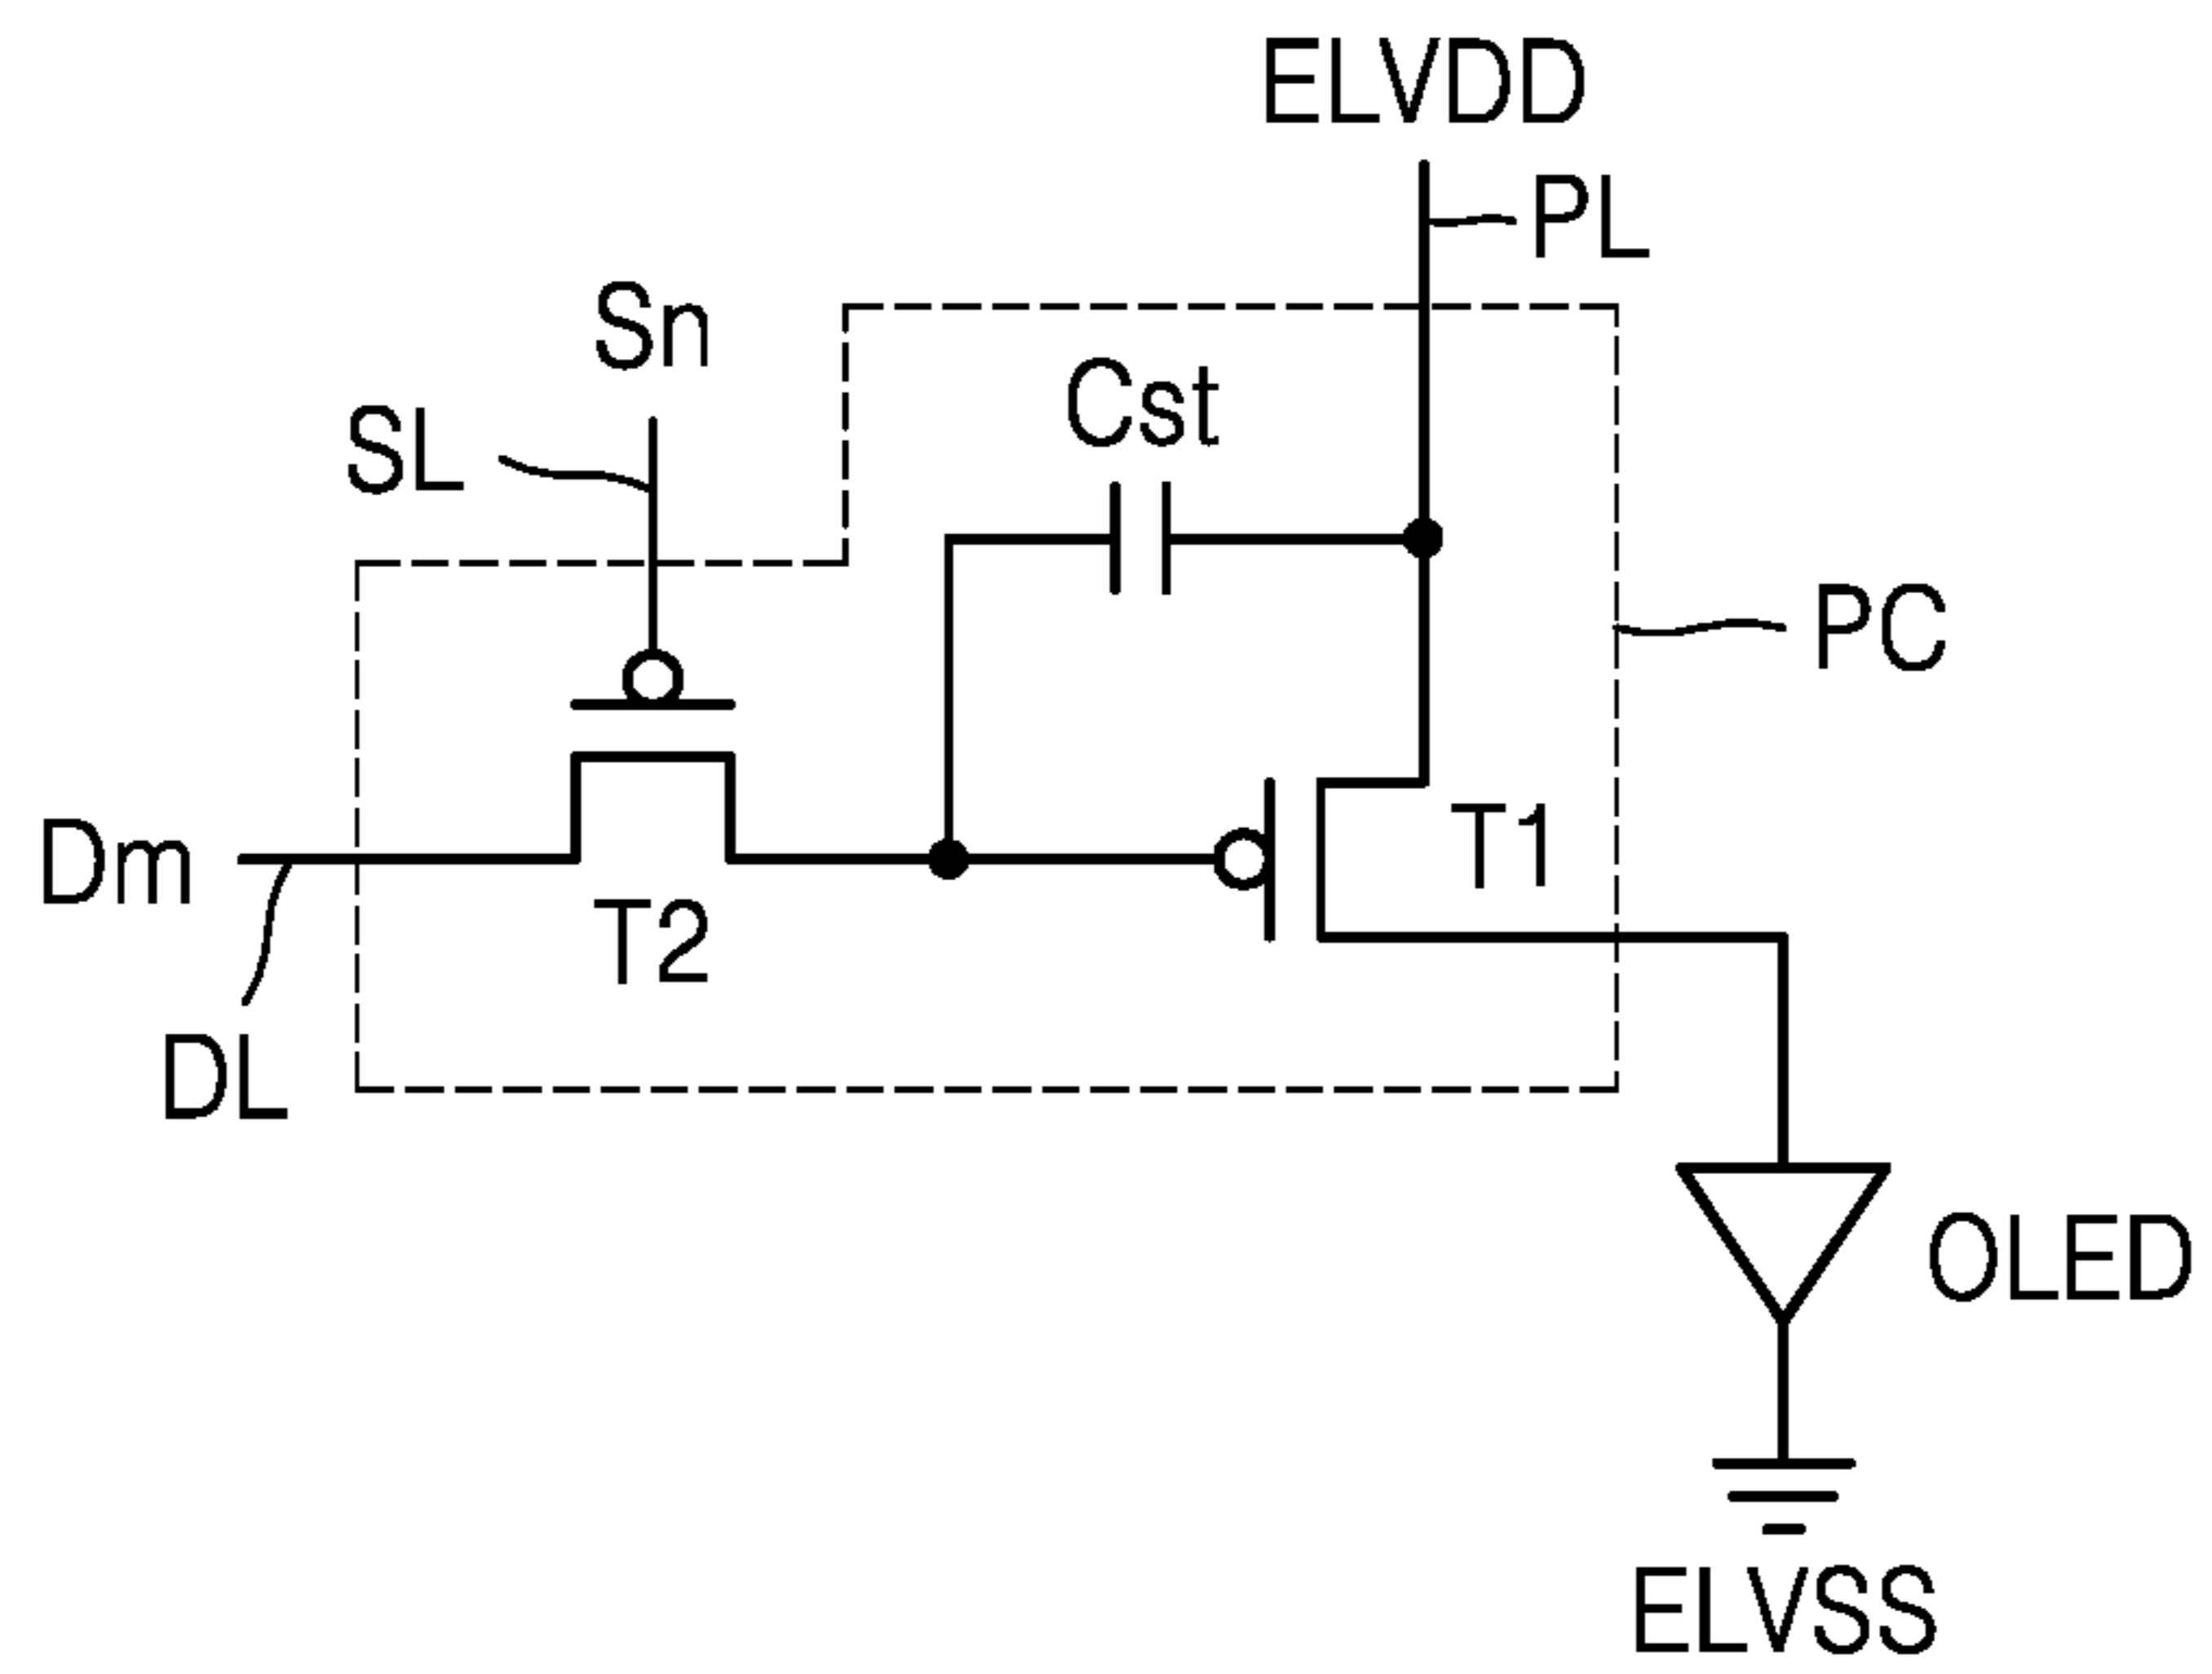 ELVDD
PL
Sn
Cst
SL
PC
T1
Dm
T2
DL
OLED
ELVSS